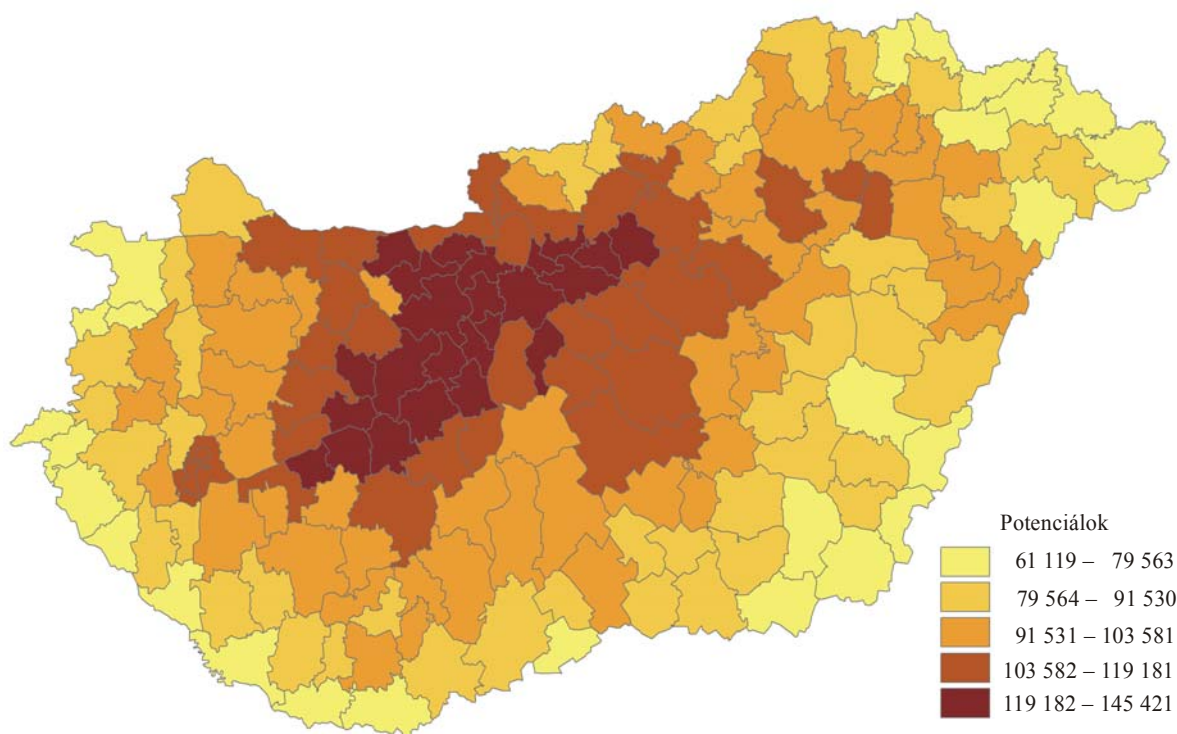 Potenciálok
61 119 – 79 563
79 564 – 91 530
91 531 – 103 581
103 582 – 119 181
119 182 – 145 421